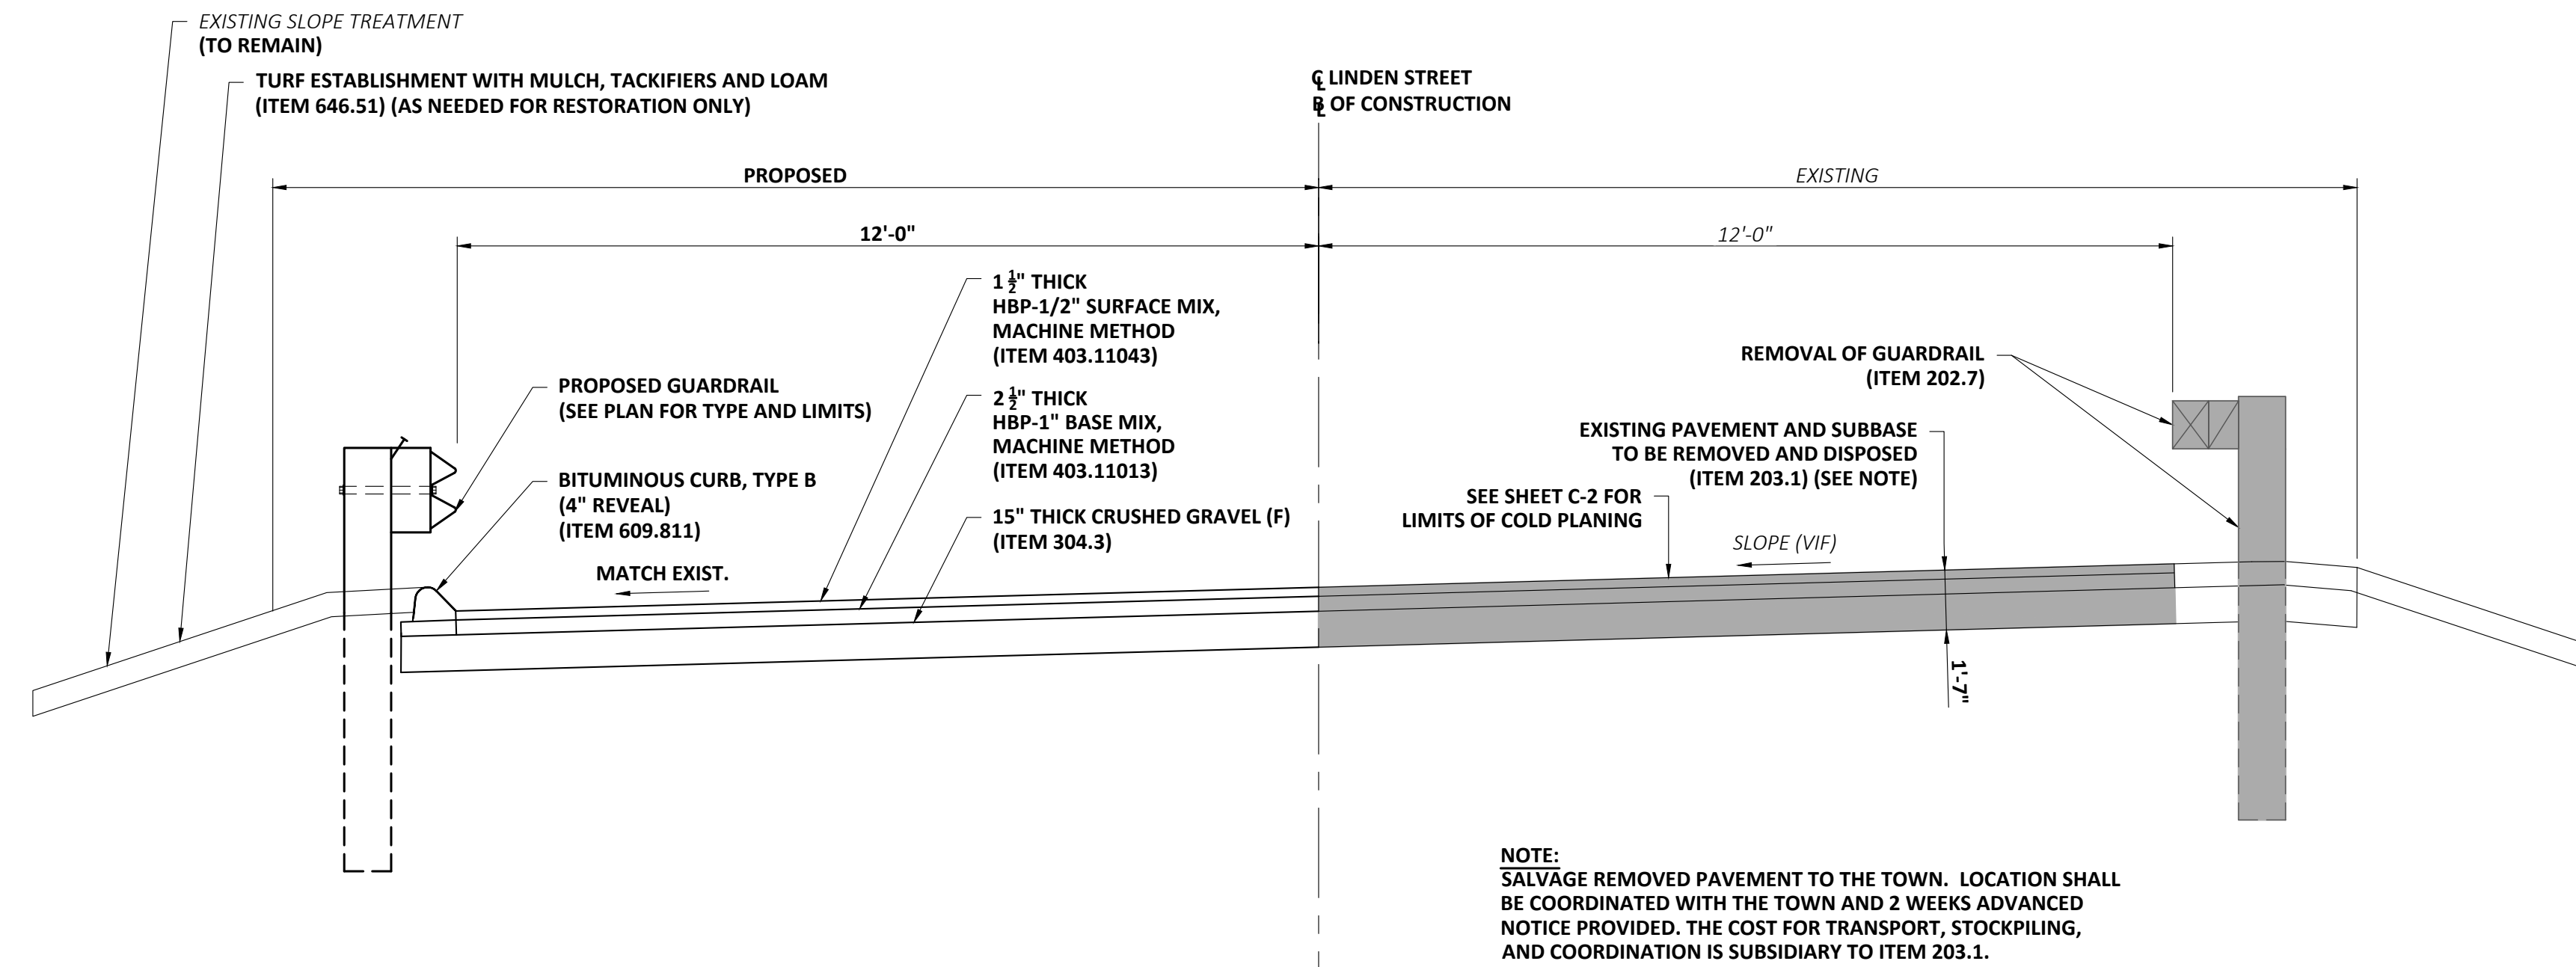 EXISTING SLOPE TREATMENT
(TO REMAIN)
TURF ESTABLISHMENT WITH MULCH, TACKIFIERS AND LOAM
(ITEM 646.51) (AS NEEDED FOR RESTORATION ONLY)
℄ LINDEN STREET
BL OF CONSTRUCTION
PROPOSED
EXISTING
12'-0"
12'-0"
1 1/2" THICK
HBP-1/2" SURFACE MIX,
MACHINE METHOD
(ITEM 403.11043)
2 1/2" THICK
HBP-1" BASE MIX,
MACHINE METHOD
(ITEM 403.11013)
15" THICK CRUSHED GRAVEL (F)
(ITEM 304.3)
PROPOSED GUARDRAIL
(SEE PLAN FOR TYPE AND LIMITS)
BITUMINOUS CURB, TYPE B
(4" REVEAL)
(ITEM 609.811)
MATCH EXIST.
REMOVAL OF GUARDRAIL
(ITEM 202.7)
EXISTING PAVEMENT AND SUBBASE
TO BE REMOVED AND DISPOSED
(ITEM 203.1) (SEE NOTE)
SEE SHEET C-2 FOR
LIMITS OF COLD PLANING
SLOPE (VIF)
1'-7"
NOTE:
SALVAGE REMOVED PAVEMENT TO THE TOWN. LOCATION SHALL
BE COORDINATED WITH THE TOWN AND 2 WEEKS ADVANCED
NOTICE PROVIDED. THE COST FOR TRANSPORT, STOCKPILING,
AND COORDINATION IS SUBSIDIARY TO ITEM 203.1.